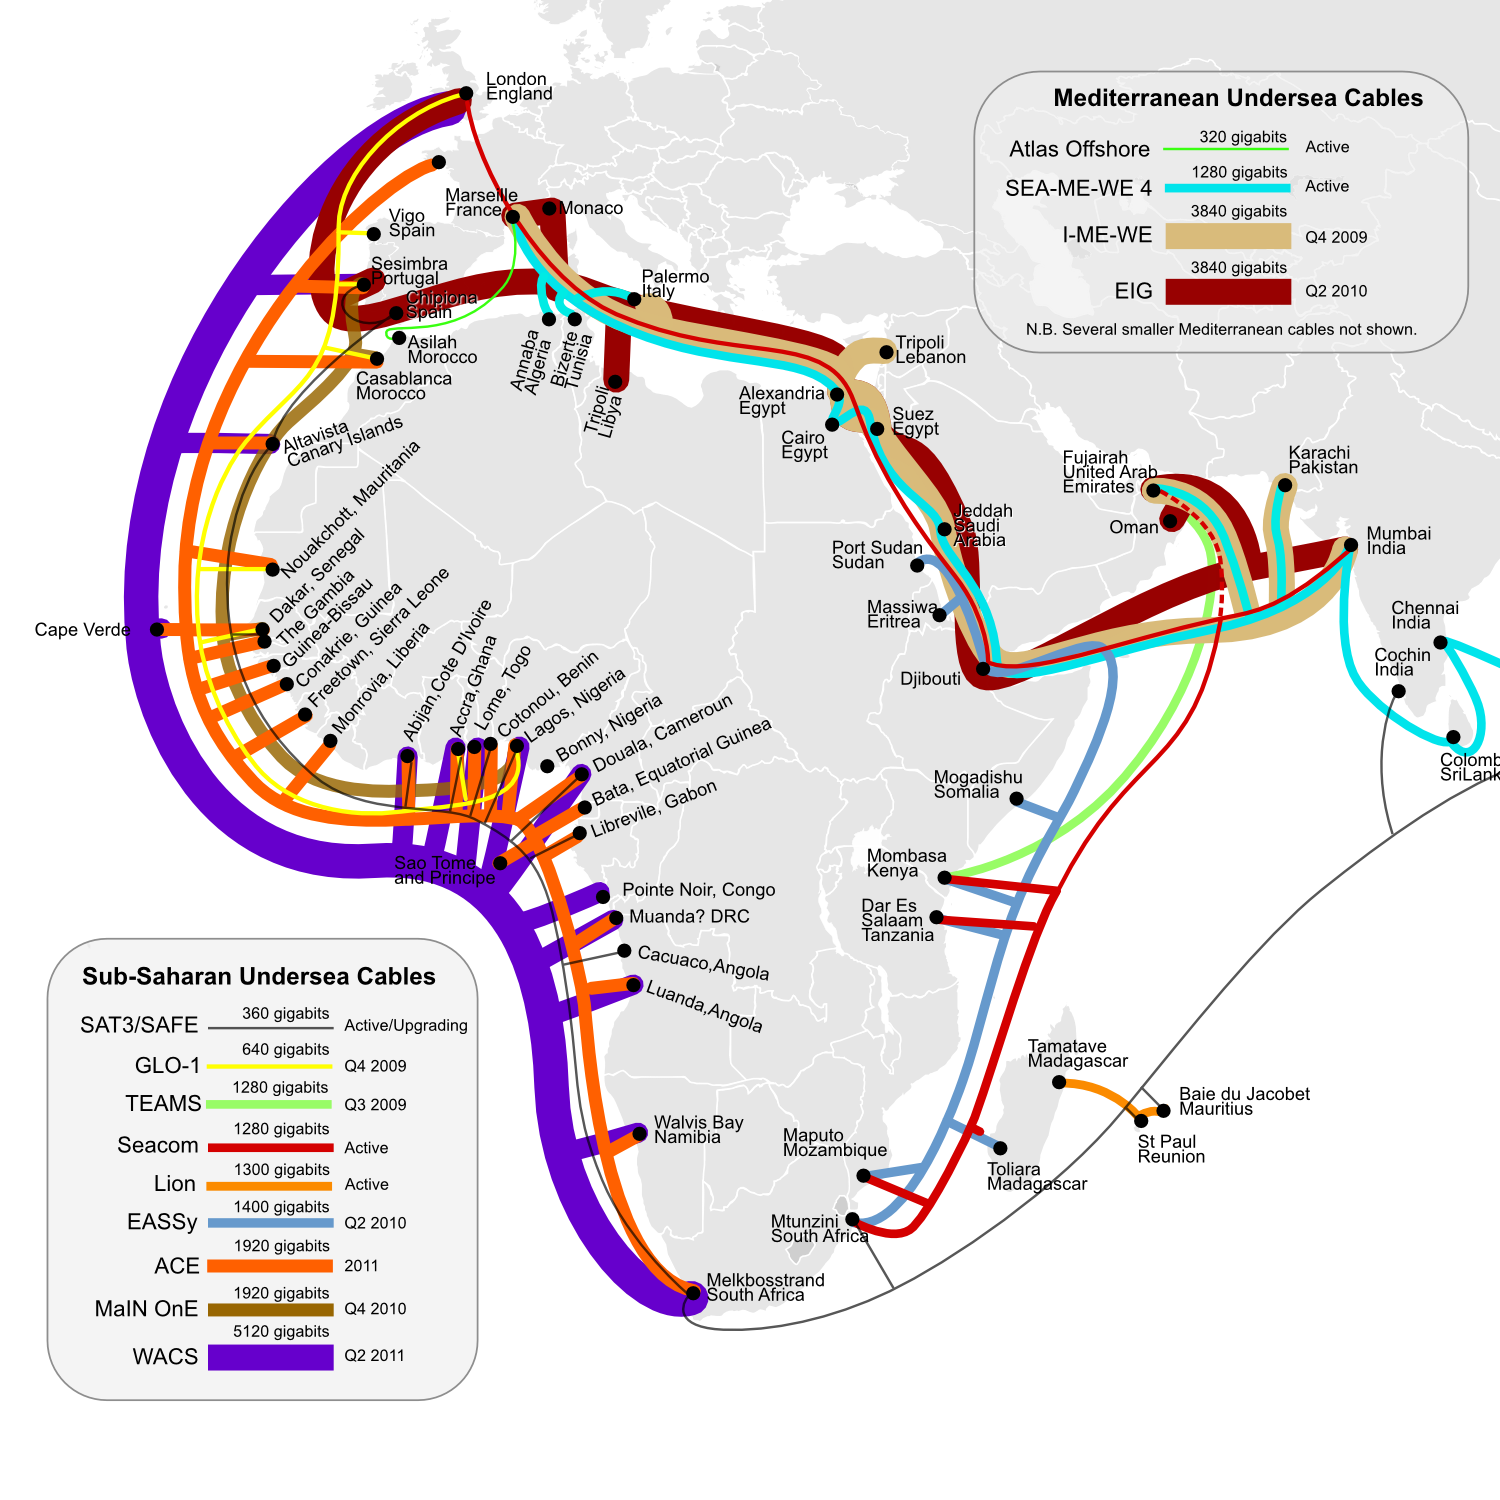 London
England
Marseille
France
Monaco
Vigo
Spain
Sesimbra
Portugal
Chipiona
Spain
Palermo
Italy
Asilah
Morocco
Casablanca
Morocco
Annaba
Algeria
Bizerte
Tunisia
Tripoli
Libya
Tripoli
Lebanon
Alexandria
Egypt
Cairo
Egypt
Suez
Egypt
Altavista
Canary Islands
Nouakchott, Mauritania
Dakar, Senegal
The Gambia
Guinea-Bissau
Conakrie, Guinea
Freetown, Sierra Leone
Monrovia, Liberia
Cape Verde
Abijan,Cote D'Ivoire
Accra,Ghana
Lome, Togo
Cotonou, Benin
Lagos, Nigeria
Bonny, Nigeria
Douala, Cameroun
Bata, Equatorial Guinea
Librevile, Gabon
Sao Tome
and Principe
Pointe Noir, Congo
Muanda? DRC
Cacuaco,Angola
Luanda,Angola
Walvis Bay
Namibia
Melkbosstrand
South Africa
Mtunzini
South Africa
Maputo
Mozambique
Toliara
Madagascar
Tamatave
Madagascar
Baie du Jacobet
Mauritius
St Paul
Reunion
Dar Es
Salaam
Tanzania
Mombasa
Kenya
Mogadishu
Somalia
Djibouti
Massiwa
Eritrea
Port Sudan
Sudan
Jeddah
Saudi
Arabia
Fujairah
United Arab
Emirates
Oman
Karachi
Pakistan
Mumbai
India
Chennai
India
Cochin
India
Colomb
SriLank
Mediterranean Undersea Cables
Atlas Offshore 320 gigabits Active
SEA-ME-WE 4 1280 gigabits Active
I-ME-WE 3840 gigabits Q4 2009
EIG 3840 gigabits Q2 2010
N.B. Several smaller Mediterranean cables not shown.
Sub-Saharan Undersea Cables
SAT3/SAFE 360 gigabits Active/Upgrading
GLO-1 640 gigabits Q4 2009
TEAMS 1280 gigabits Q3 2009
Seacom 1280 gigabits Active
Lion 1300 gigabits Active
EASSy 1400 gigabits Q2 2010
ACE 1920 gigabits 2011
MaIN OnE 1920 gigabits Q4 2010
WACS 5120 gigabits Q2 2011